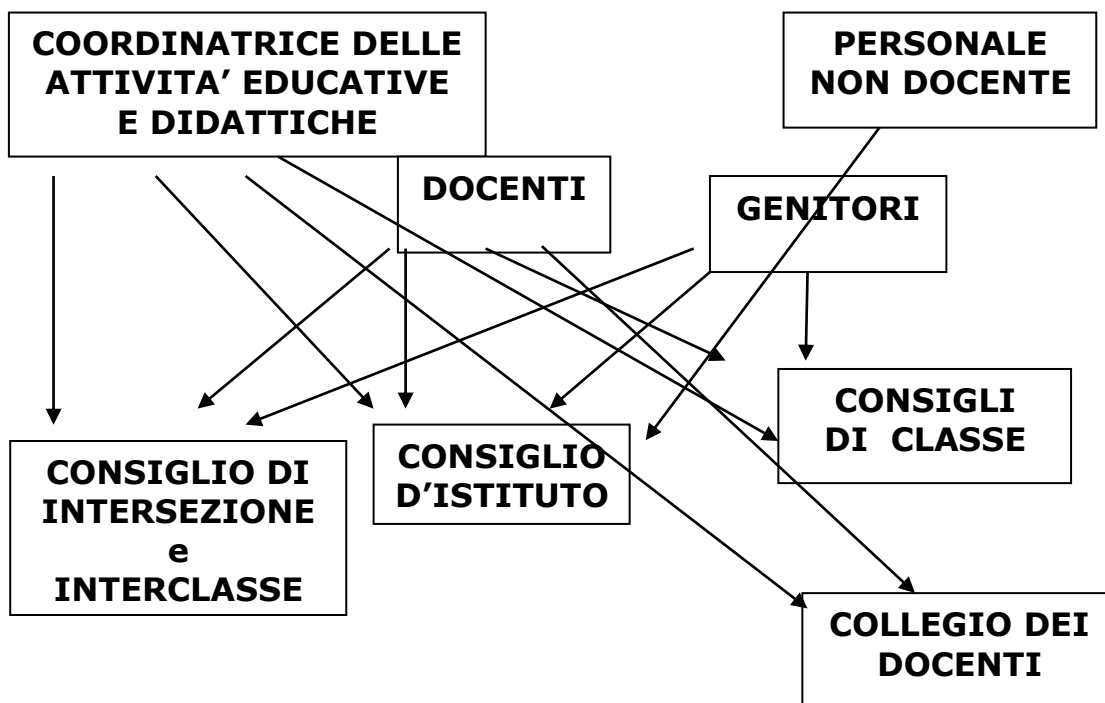 COORDINATRICE DELLE
ATTIVITA’ EDUCATIVE
E DIDATTICHE
PERSONALE
NON DOCENTE
DOCENTI
GENITORI
CONSIGLI
DI CLASSE
CONSIGLIO DI
INTERSEZIONE
e
INTERCLASSE
CONSIGLIO
D’ISTITUTO
COLLEGIO DEI
DOCENTI